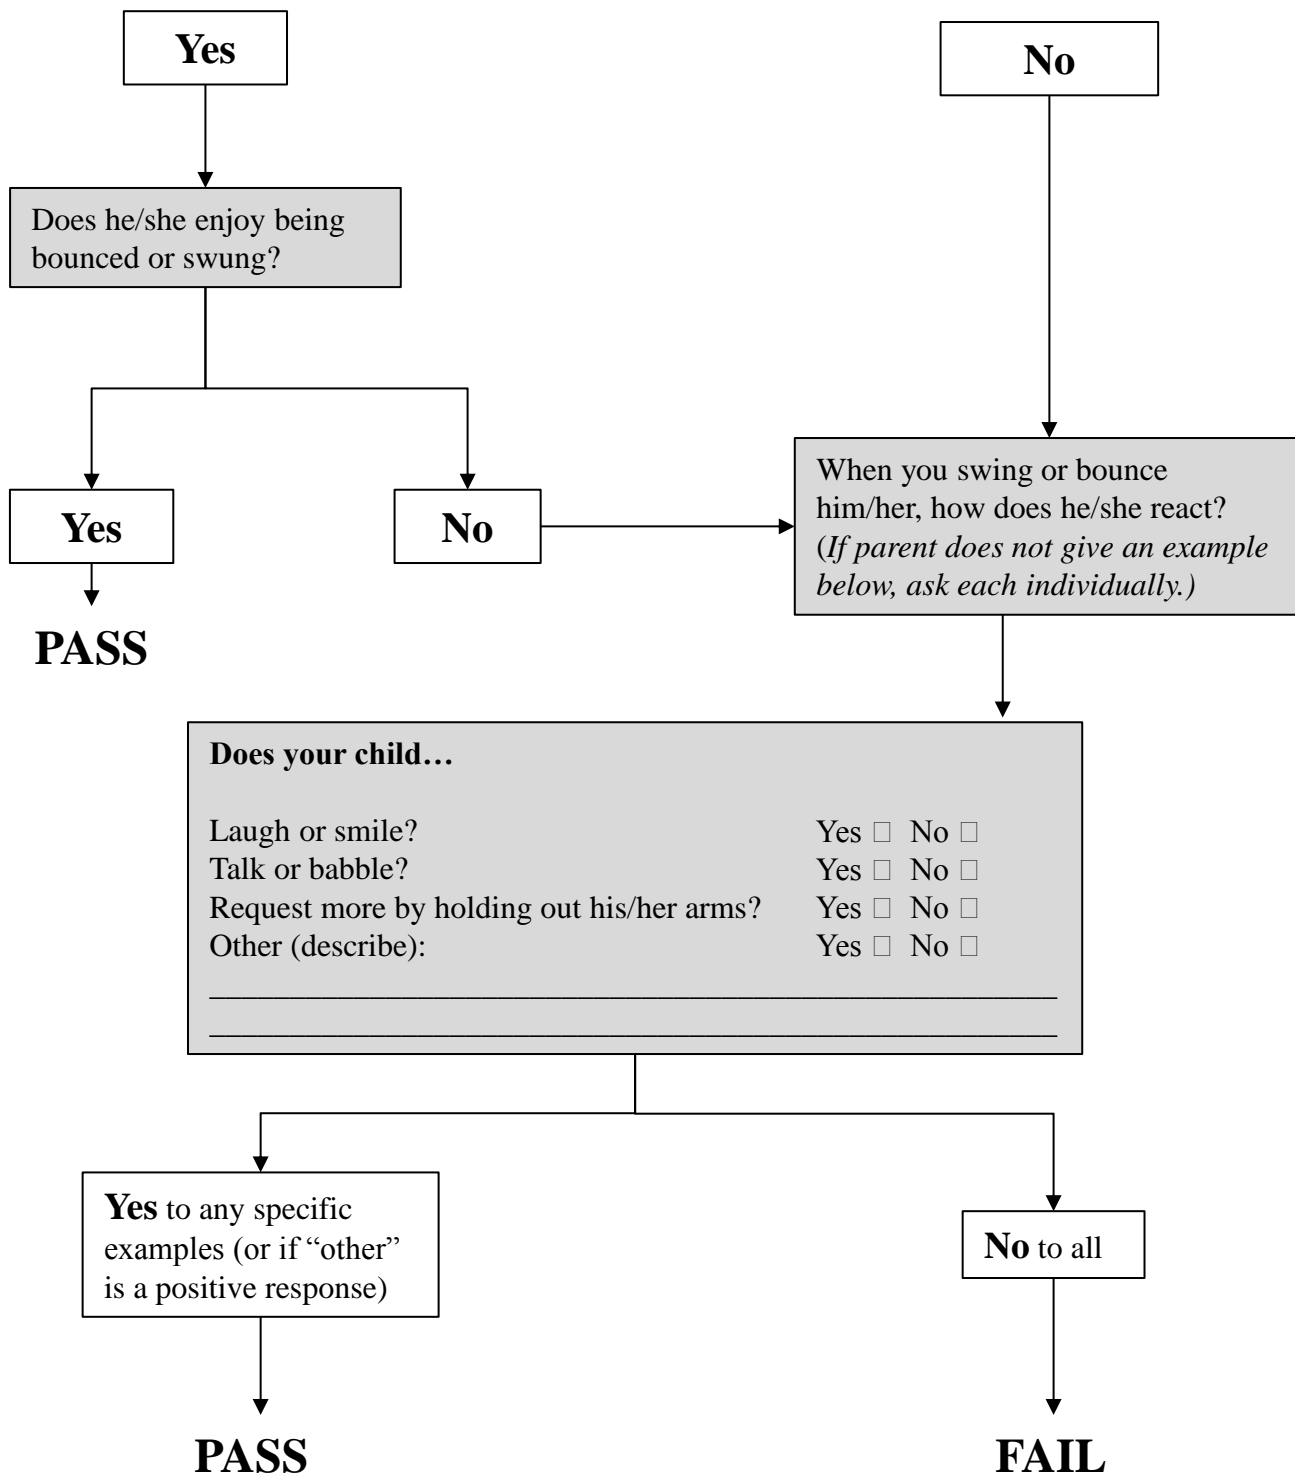 Yes
No
Does he/she enjoy being
bounced or swung?
Yes
No
When you swing or bounce
him/her, how does he/she react?
(If parent does not give an example
below, ask each individually.)
PASS
Does your child…
Laugh or smile? Yes □ No □
Talk or babble? Yes □ No □
Request more by holding out his/her arms? Yes □ No □
Other (describe): Yes □ No □
Yes to any specific
examples (or if “other”
is a positive response)
No to all
PASS
FAIL